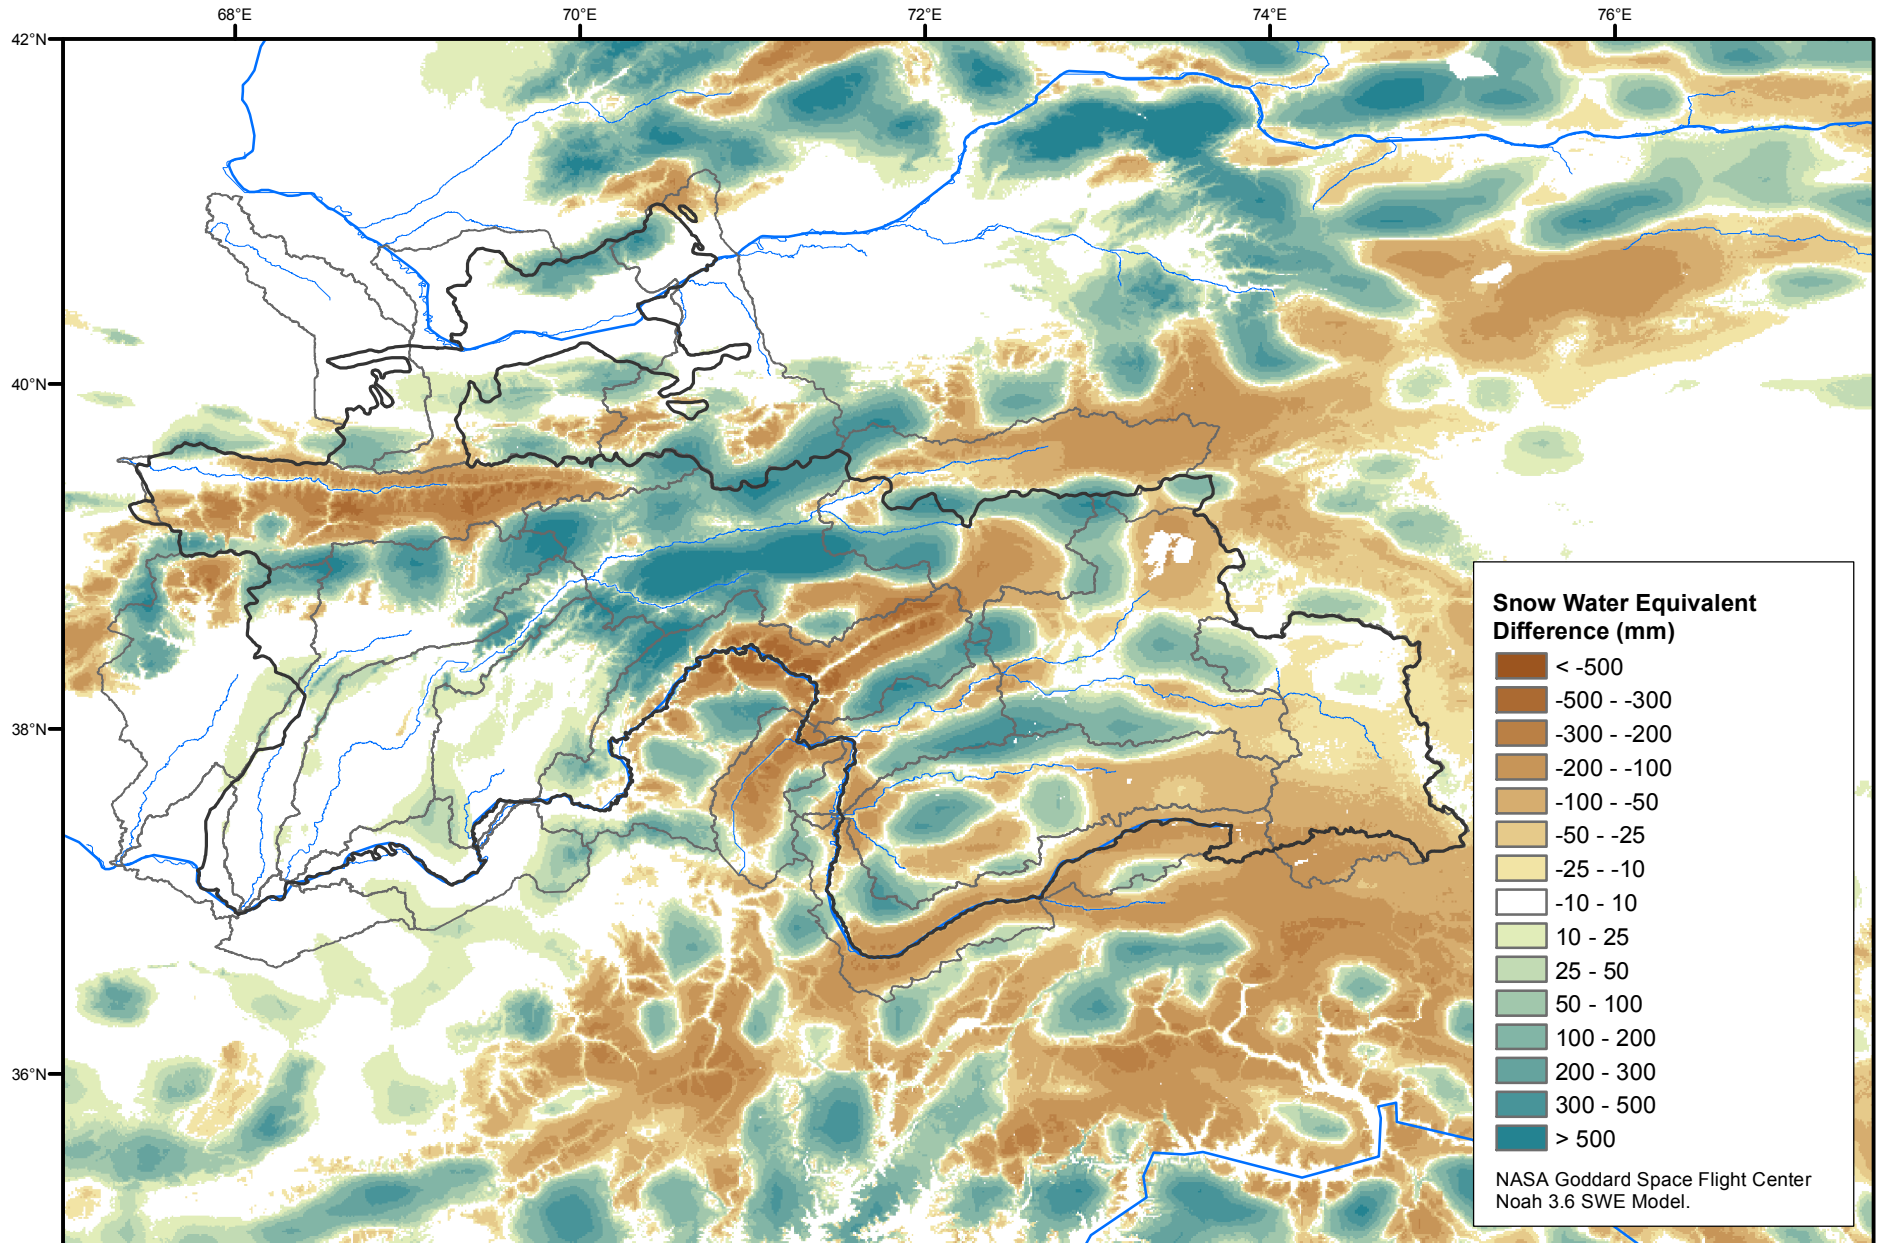 68°E 70°E 72°E 74°E 76°E
42°N
40°N
38°N
36°N
Snow Water Equivalent
Difference (mm)
< -500
-500 - -300
-300 - -200
-200 - -100
-100 - -50
-50 - -25
-25 - -10
-10 - 10
10 - 25
25 - 50
50 - 100
100 - 200
200 - 300
300 - 500
> 500
NASA Goddard Space Flight Center
Noah 3.6 SWE Model.